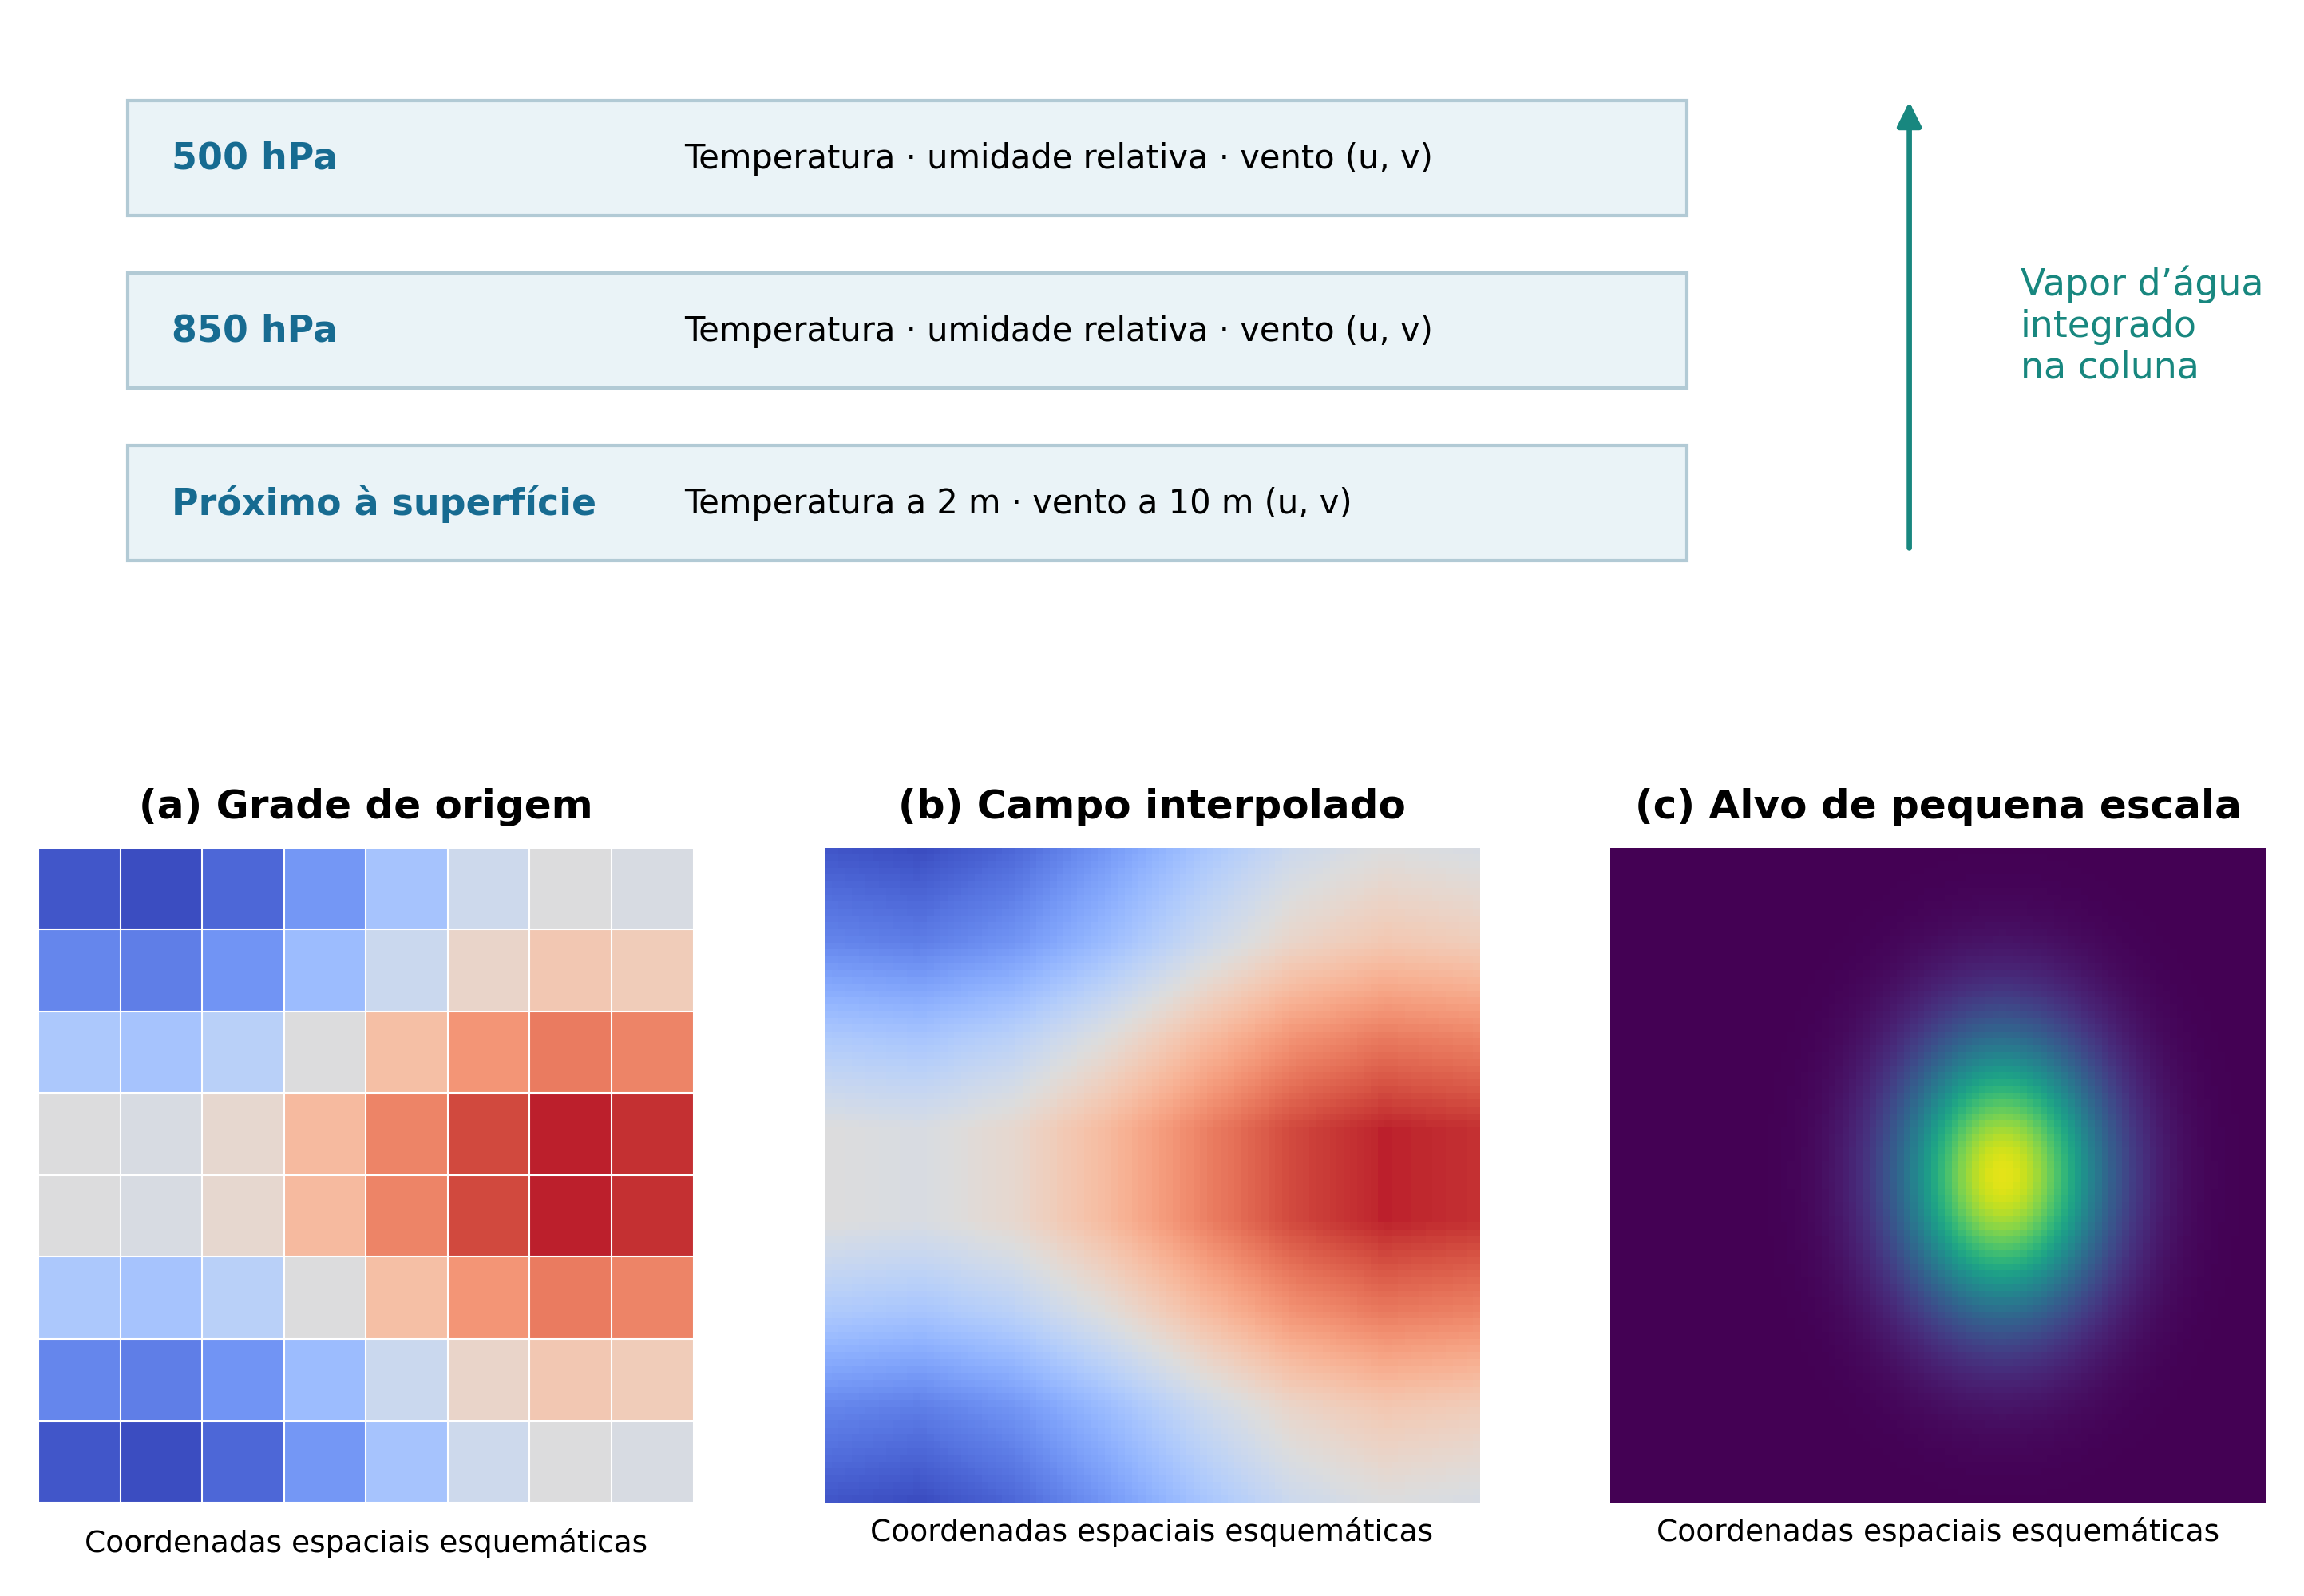 500 hPa
Temperatura · umidade relativa · vento (u, v)
850 hPa
Temperatura · umidade relativa · vento (u, v)
Próximo à superfície
Temperatura a 2 m · vento a 10 m (u, v)
Vapor d’água
integrado
na coluna
(a) Grade de origem
(b) Campo interpolado
(c) Alvo de pequena escala
Coordenadas espaciais esquemáticas
Coordenadas espaciais esquemáticas
Coordenadas espaciais esquemáticas